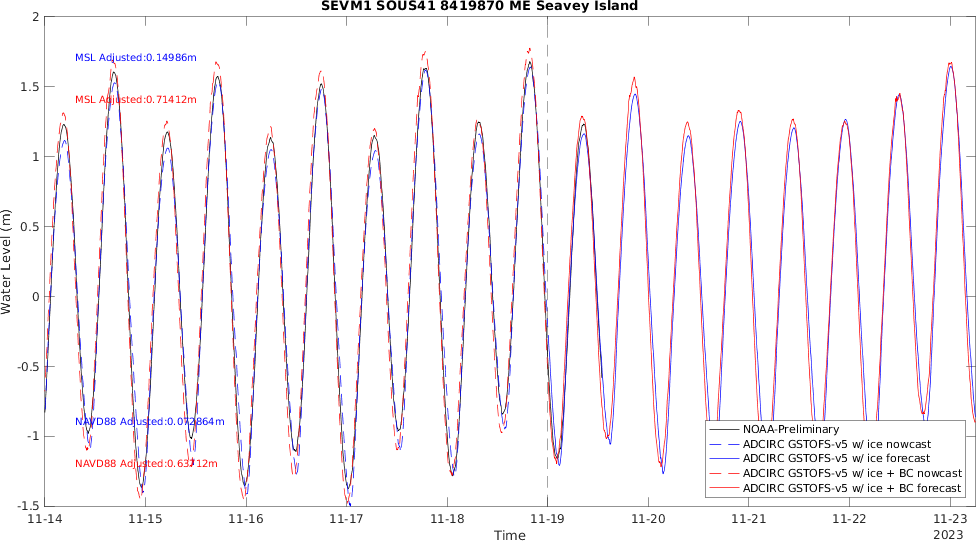 SEVM1 SOUS41 8419870 ME Seavey Island
2
1.5
1
0.5
0
-0.5
-1
-1.5
Water Level (m)
MSL Adjusted:0.14986m
MSL Adjusted:0.71412m
NAVD88 Adjusted:0.072864m
NAVD88 Adjusted:0.63712m
NOAA-Preliminary
ADCIRC GSTOFS-v5 w/ ice nowcast
ADCIRC GSTOFS-v5 w/ ice forecast
ADCIRC GSTOFS-v5 w/ ice + BC nowcast
ADCIRC GSTOFS-v5 w/ ice + BC forecast
11-14 11-15 11-16 11-17 11-18 11-19 11-20 11-21 11-22 11-23
2023
Time